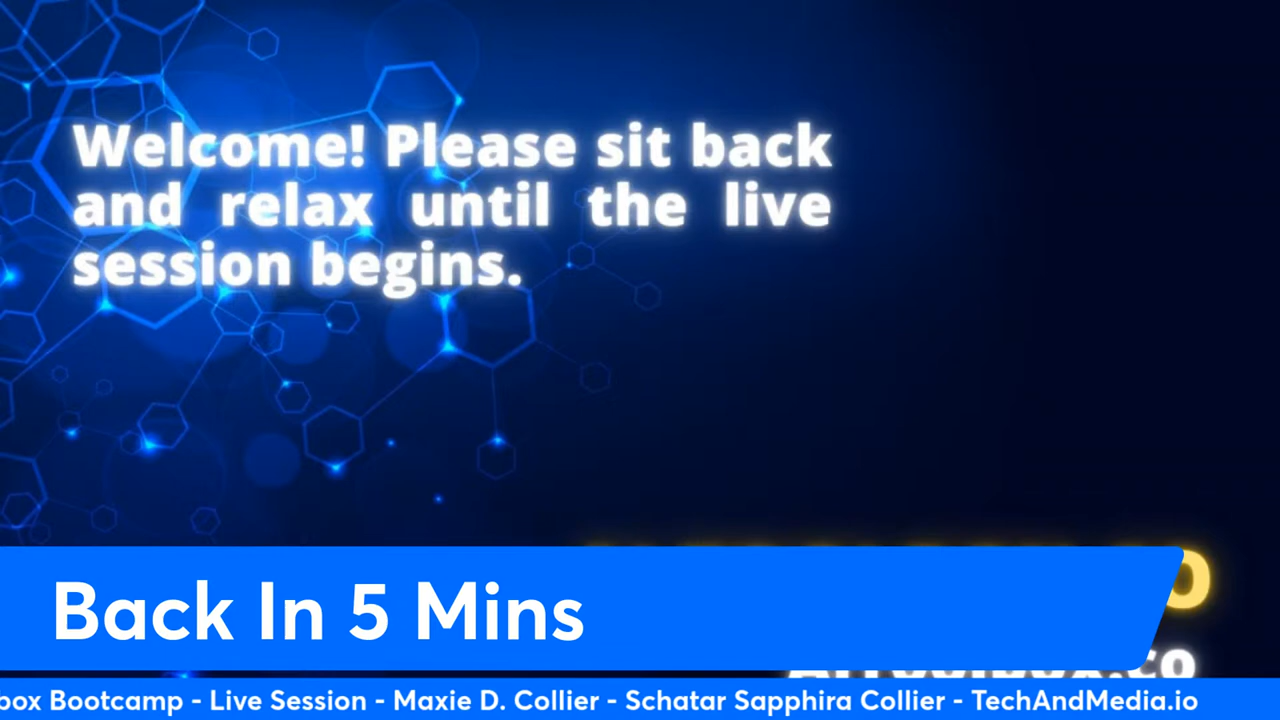 Welcome! Please sit back
and relax until the live
session begins.
Back In 5 Mins
box Bootcamp - Live Session - Maxie D. Collier - Schatar Sapphira Collier - TechAndMedia.io